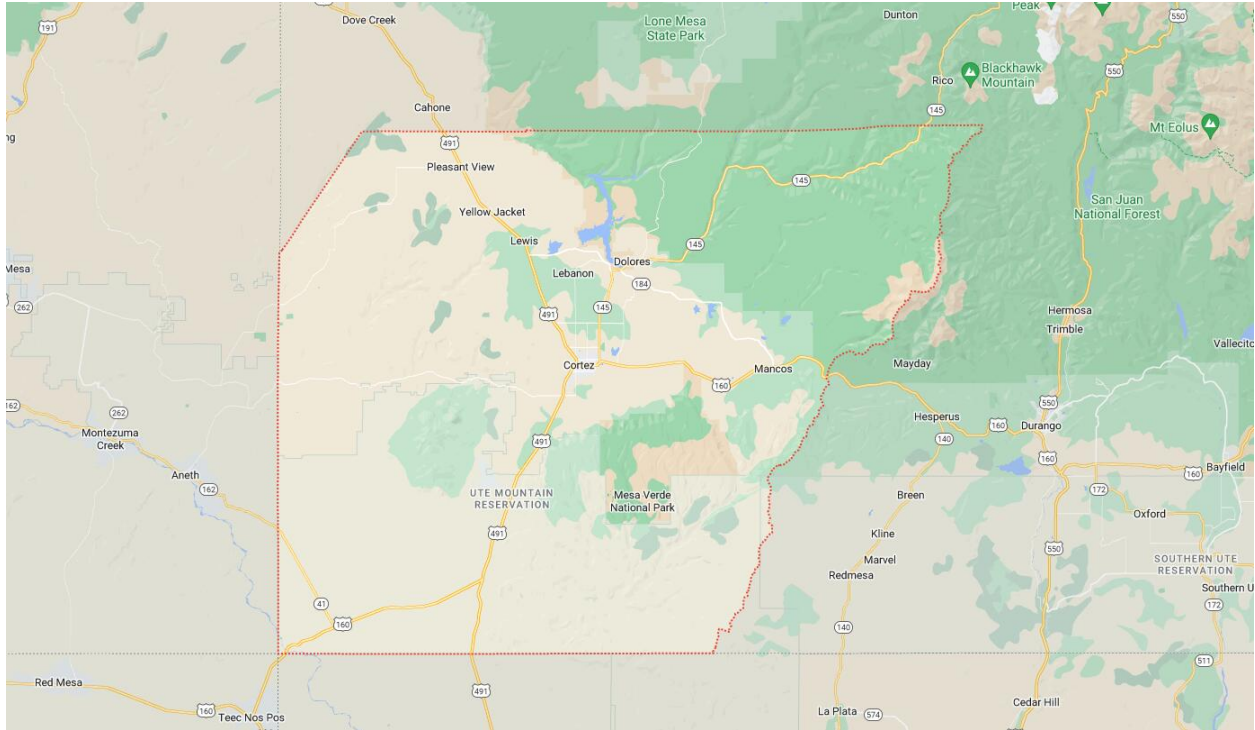 Dove Creek
Dunton
Peak
550
191
Lone Mesa
State Park
Blackhawk
Mountain
550
Rico
Cahone
145
Mt Eolus
491
Pleasant View
145
San Juan
National Forest
Yellow Jacket
Lewis
145
Mesa
Lebanon
Dolores
184
262
145
491
Hermosa
Trimble
Vallecito
Cortez
Mancos
Mayday
160
162
262
550
Hesperus
160
Durango
Montezuma
Creek
491
140
160
Bayfield
Aneth
162
160
172
UTE MOUNTAIN
RESERVATION
Mesa Verde
National Park
Breen
Oxford
491
Kline
550
Marvel
SOUTHERN UTE
RESERVATION
Redmesa
Southern U
41
172
160
140
511
Red Mesa
491
160
Teec Nos Pos
La Plata
574
Cedar Hill